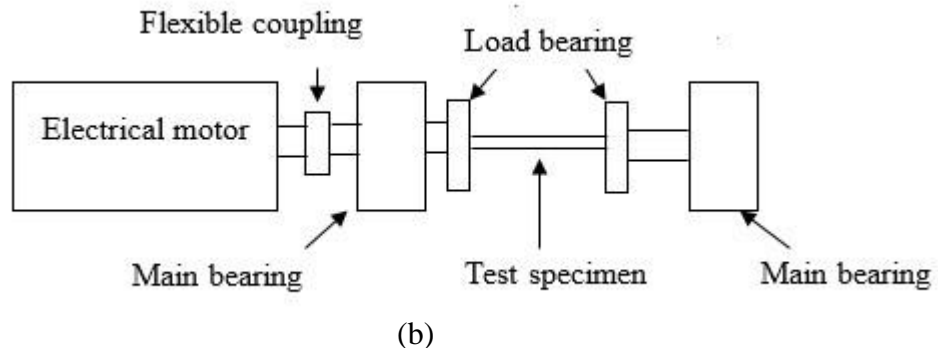 Flexible coupling
Load bearing
Electrical motor
Main bearing
Test specimen
Main bearing
(b)